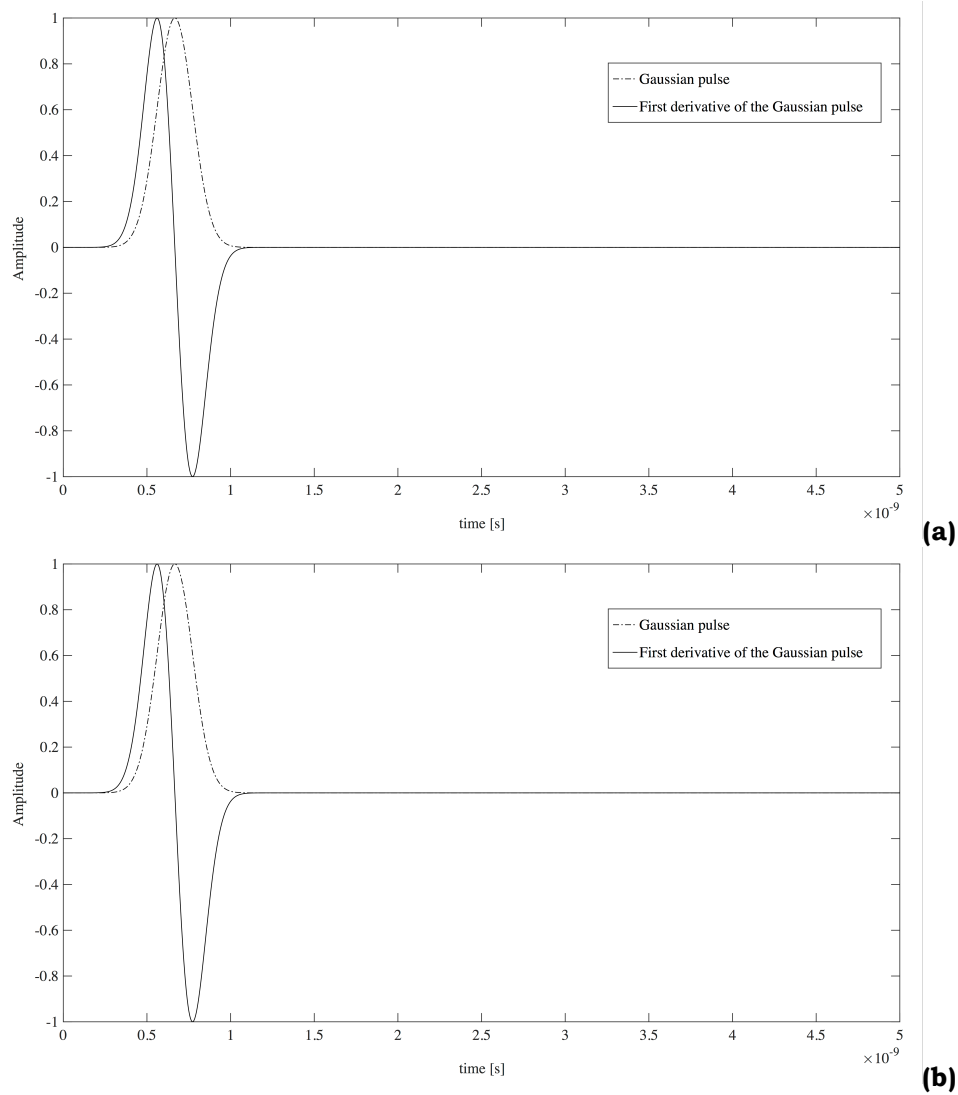 1
0.8
0.6
0.4
0.2
0
-0.2
-0.4
-0.6
-0.8
-1
Amplitude
Gaussian pulse
First derivative of the Gaussian pulse
0 0.5 1 1.5 2 2.5 3 3.5 4 4.5 5
×10⁻⁹
time [s]
(a)
1
0.8
0.6
0.4
0.2
0
-0.2
-0.4
-0.6
-0.8
-1
Amplitude
Gaussian pulse
First derivative of the Gaussian pulse
0 0.5 1 1.5 2 2.5 3 3.5 4 4.5 5
×10⁻⁹
time [s]
(b)